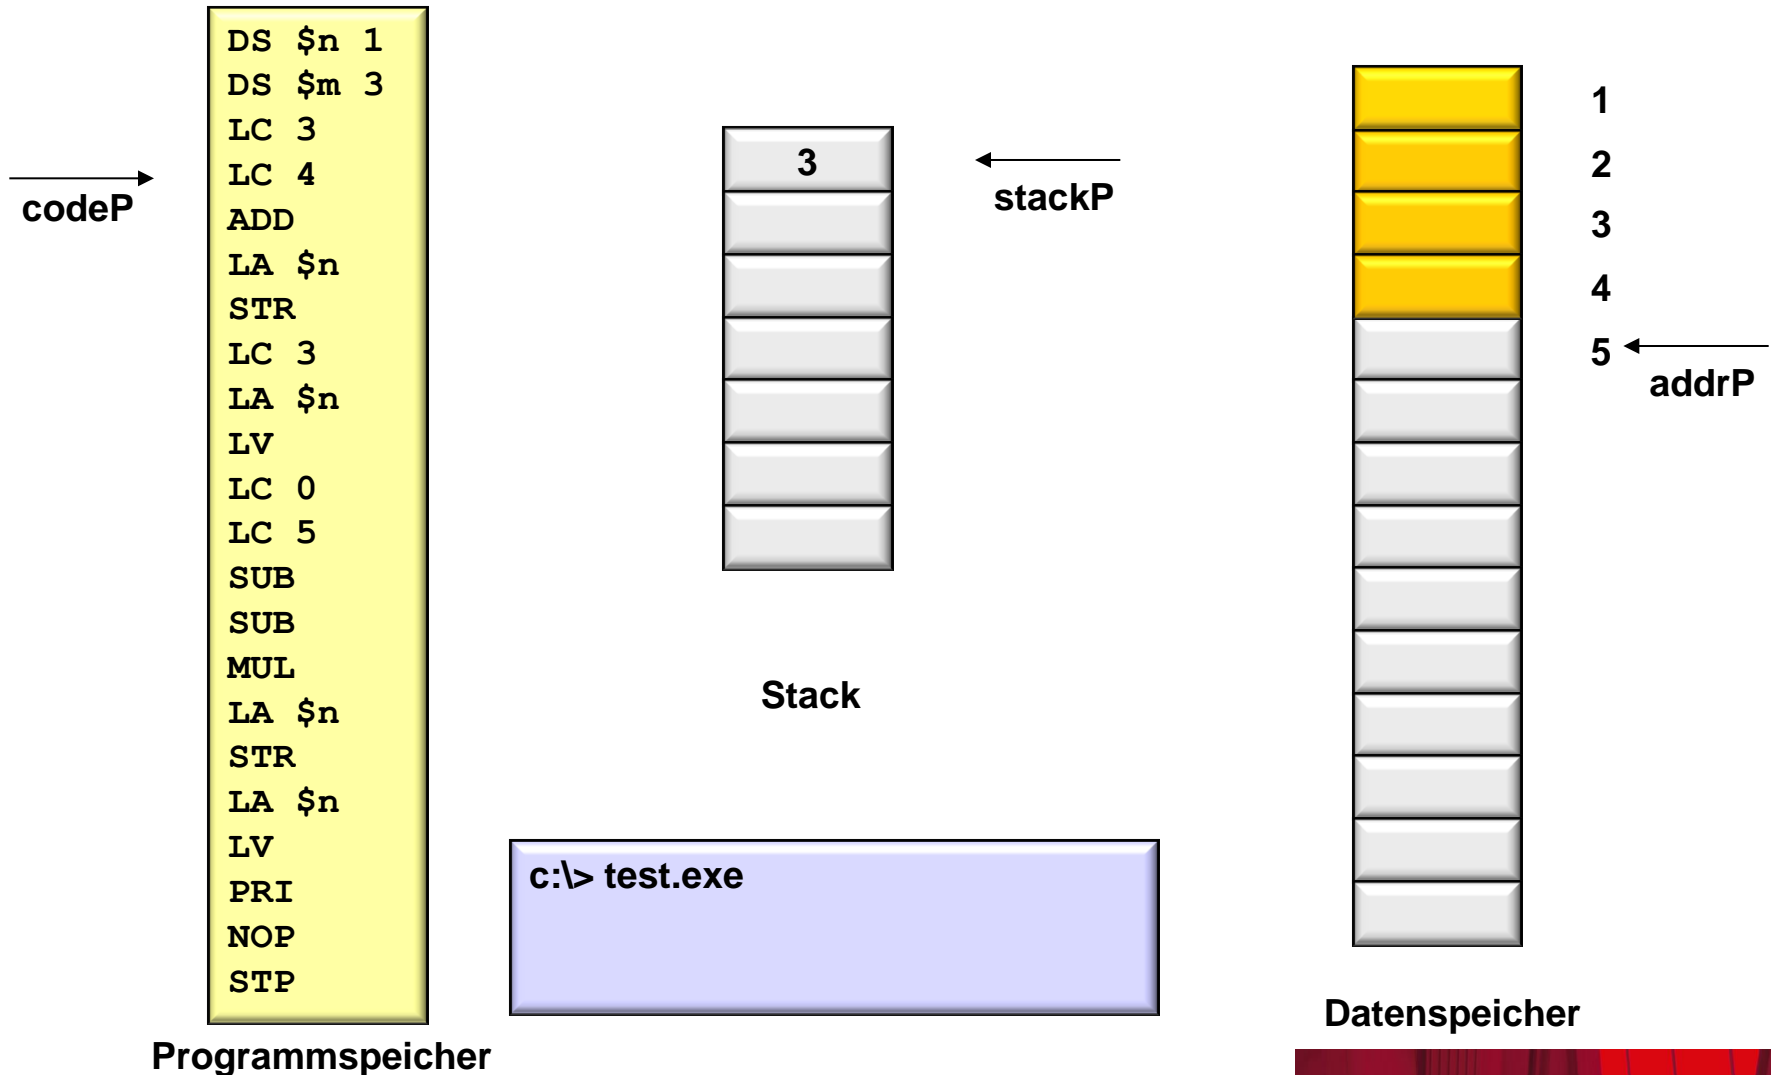 DS $n 1
DS $m 3
LC 3
LC 4
ADD
LA $n
STR
LC 3
LA $n
LV
LC 0
LC 5
SUB
SUB
MUL
LA $n
STR
LA $n
LV
PRI
NOP
STP
codeP
Programmspeicher
3
stackP
Stack
c:\> test.exe
1
2
3
4
5
addrP
Datenspeicher